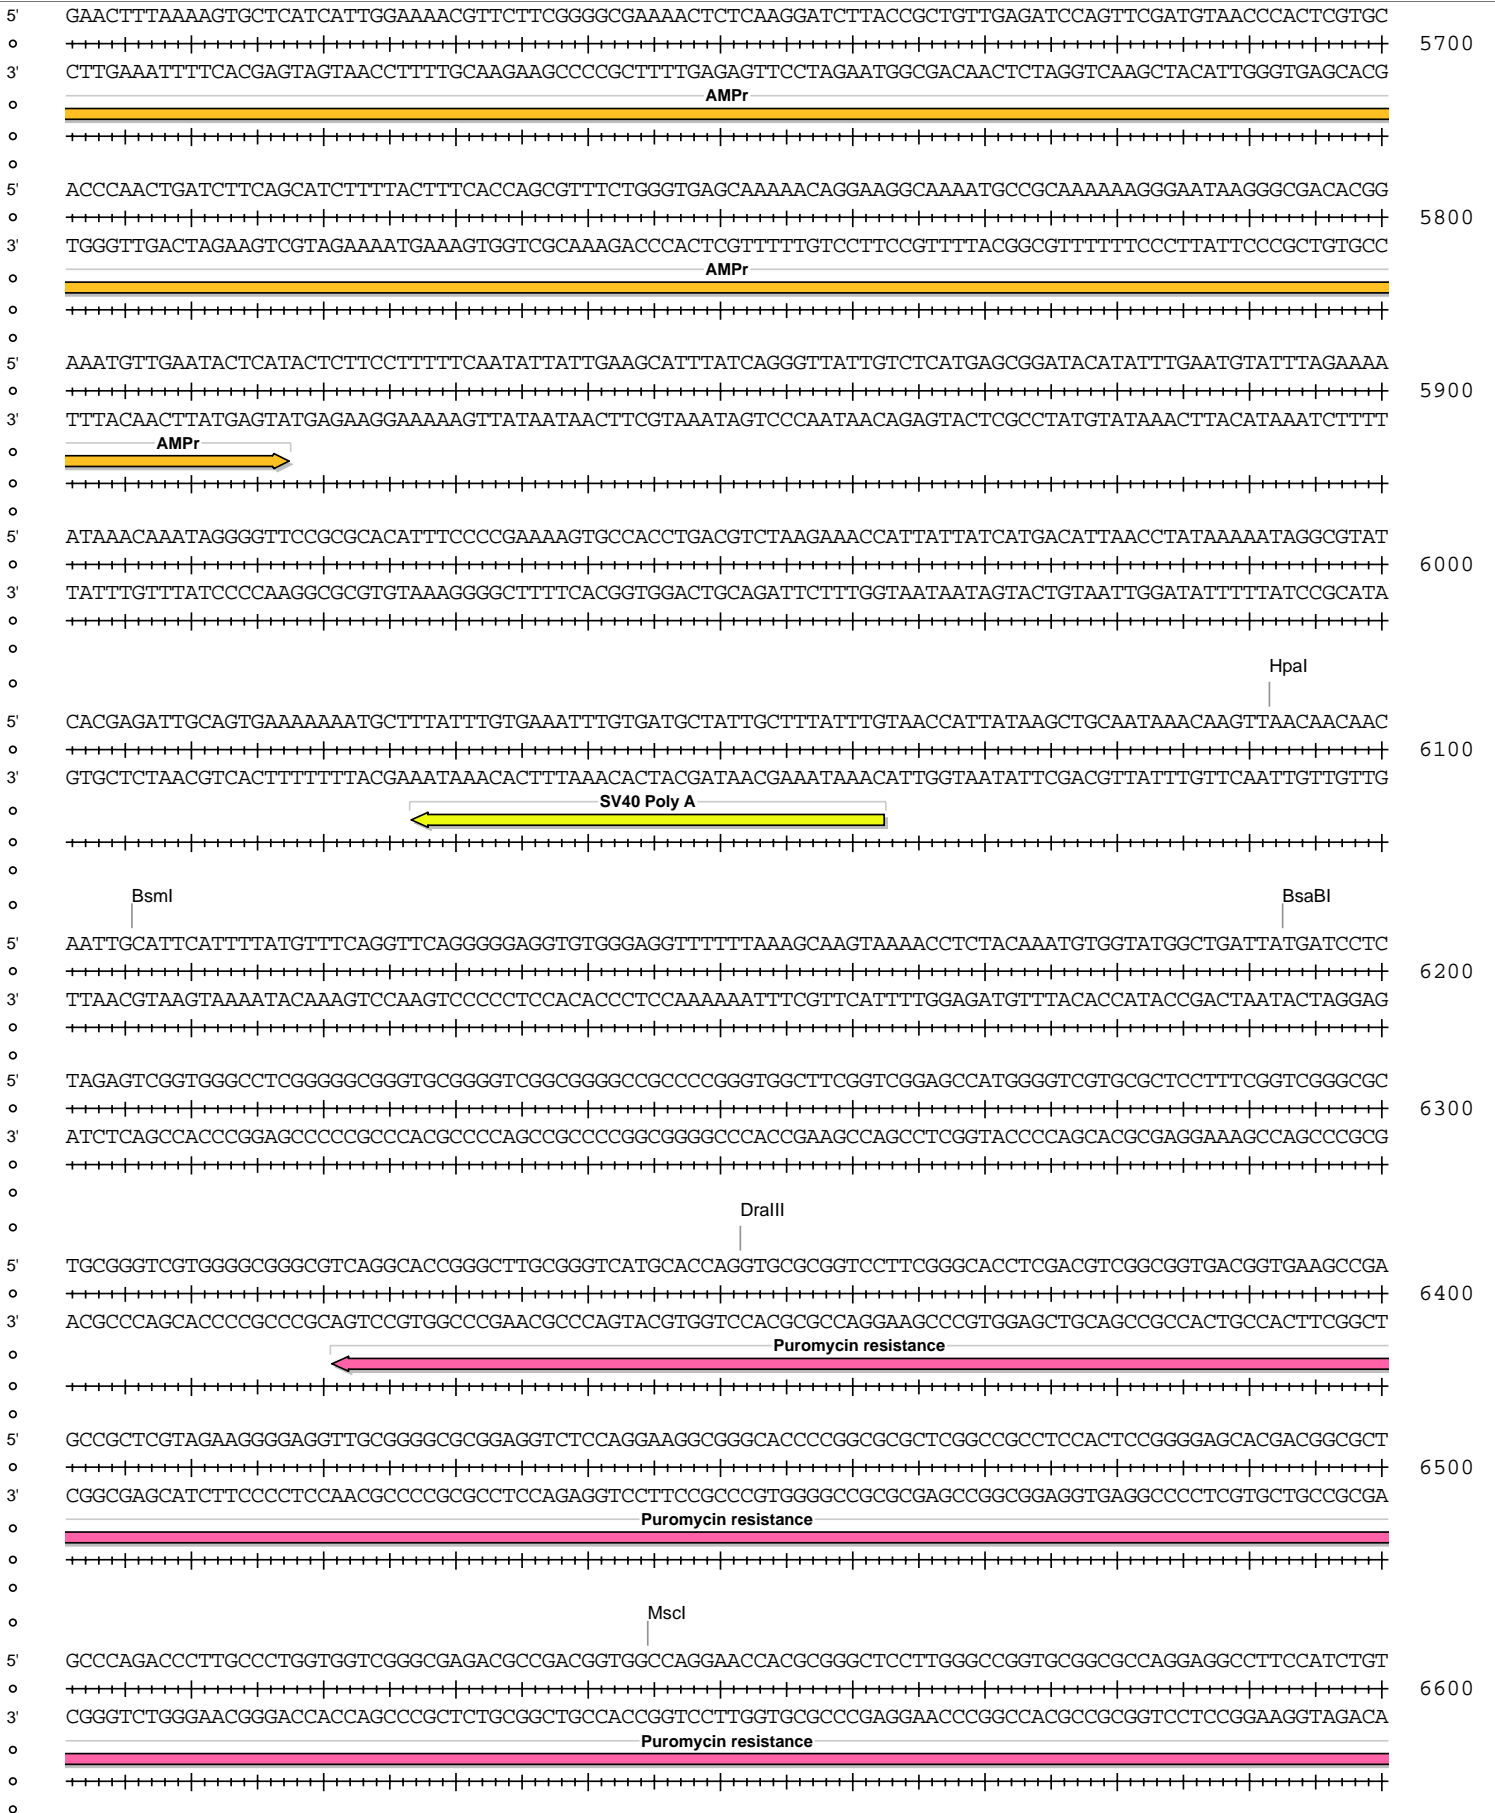 5' GAACTTTAAAAGTGCTCATCATTGGAAAACGTTCTTCGGGGCGAAAACTCTCAAGGATCTTACCGCTGTTGAGATCCAGTTCGATGTAACCCACTCGTGC
5700
3' CTTGAAATTTTCACGAGTAGTAACCTTTTGCAAGAAGCCCCGCTTTTGAGAGTTCCTAGAATGGCGACAACTCTAGGTCAAGCTACATTGGGTGAGCACG
AMPr
5' ACCCAACTGATCTTCAGCATCTTTTACTTTCACCAGCGTTTCTGGGTGAGCAAAAACAGGAAGGCAAAATGCCGCAAAAAAGGGAATAAGGGCGACACGG
5800
3' TGGGTTGACTAGAAGTCGTAGAAAATGAAAGTGGTCGCAAAGACCCACTCGTTTTTGTCCTTCCGTTTTACGGCGTTTTTTCCCTTATTCCCGCTGTGCC
AMPr
5' AAATGTTGAATACTCATACTCTTCCTTTTTCAATATTATTGAAGCATTTATCAGGGTTATTGTCTCATGAGCGGATACATATTTGAATGTATTTAGAAAA
5900
3' TTTACAACTTATGAGTATGAGAAGGAAAAAGTTATAATAACTTCGTAAATAGTCCCAATAACAGAGTACTCGCCTATGTATAAACTTACATAAATCTTTT
AMPr
5' ATAAACAAATAGGGGTTCCGCGCACATTTCCCCGAAAAGTGCCACCTGACGTCTAAGAAACCATTATTATCATGACATTAACCTATAAAAATAGGCGTAT
6000
3' TATTTGTTTATCCCCAAGGCGCGTGTAAAGGGGCTTTTCACGGTGGACTGCAGATTCTTTGGTAATAATAGTACTGTAATTGGATATTTTTATCCGCATA
HpaI
5' CACGAGATTGCAGTGAAAAAAATGCTTTATTTGTGAAATTTGTGATGCTATTGCTTTATTTGTAACCATTATAAGCTGCAATAAACAAGTTAACAACAAC
6100
3' GTGCTCTAACGTCACTTTTTTTACGAAATAAACACTTTAAACACTACGATAACGAAATAAACATTGGTAATATTCGACGTTATTTGTTCAATTGTTGTTG
SV40 Poly A
BsmI BsaBI
5' AATTGCATTCATTTTATGTTTCAGGTTCAGGGGGAGGTGTGGGAGGTTTTTTAAAGCAAGTAAAACCTCTACAAATGTGGTATGGCTGATTATGATCCTC
6200
3' TTAACGTAAGTAAAATACAAAGTCCAAGTCCCCCTCCACACCCTCCAAAAAATTTCGTTCATTTTGGAGATGTTTACACCATACCGACTAATACTAGGAG
5' TAGAGTCGGTGGGCCTCGGGGGCGGGTGCGGGGTCGGCGGGGCCGCCCCGGGTGGCTTCGGTCGGAGCCATGGGGTCGTGCGCTCCTTTCGGTCGGGCGC
6300
3' ATCTCAGCCACCCGGAGCCCCCGCCCACGCCCCAGCCGCCCCGGCGGGGCCCACCGAAGCCAGCCTCGGTACCCCAGCACGCGAGGAAAGCCAGCCCGCG
DraIII
5' TGCGGGTCGTGGGGCGGGCGTCAGGCACCGGGCTTGCGGGTCATGCACCAGGTGCGCGGTCCTTCGGGCACCTCGACGTCGGCGGTGACGGTGAAGCCGA
6400
3' ACGCCCAGCACCCCGCCCGCAGTCCGTGGCCCGAACGCCCAGTACGTGGTCCACGCGCCAGGAAGCCCGTGGAGCTGCAGCCGCCACTGCCACTTCGGCT
Puromycin resistance
5' GCCGCTCGTAGAAGGGGAGGTTGCGGGGCGCGGAGGTCTCCAGGAAGGCGGGCACCCCGGCGCGCTCGGCCGCCTCCACTCCGGGGAGCACGACGGCGCT
6500
3' CGGCGAGCATCTTCCCCTCCAACGCCCCGCGCCTCCAGAGGTCCTTCCGCCCGTGGGGCCGCGCGAGCCGGCGGAGGTGAGGCCCCTCGTGCTGCCGCGA
Puromycin resistance
MscI
5' GCCCAGACCCTTGCCCTGGTGGTCGGGCGAGACGCCGACGGTGGCCAGGAACCACGCGGGCTCCTTGGGCCGGTGCGGCGCCAGGAGGCCTTCCATCTGT
6600
3' CGGGTCTGGGAACGGGACCACCAGCCCGCTCTGCGGCTGCCACCGGTCCTTGGTGCGCCCGAGGAACCCGGCCACGCCGCGGTCCTCCGGAAGGTAGACA
Puromycin resistance